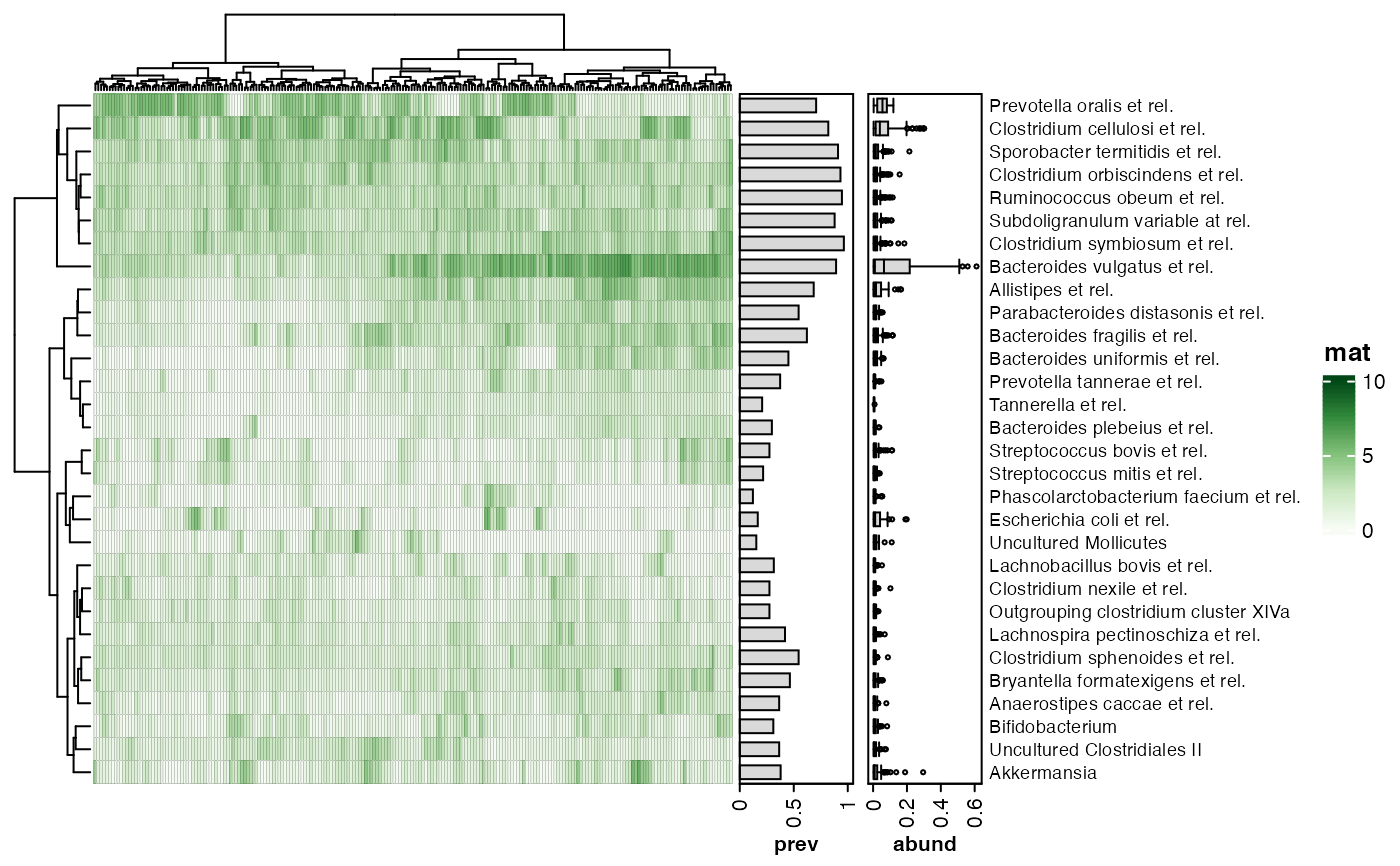 Prevotella oralis et rel.
Clostridium cellulosi et rel.
Sporobacter termitidis et rel.
Clostridium orbiscindens et rel.
Ruminococcus obeum et rel.
Subdoligranulum variable at rel.
Clostridium symbiosum et rel.
Bacteroides vulgatus et rel.
Allistipes et rel.
Parabacteroides distasonis et rel.
Bacteroides fragilis et rel.
Bacteroides uniformis et rel.
Prevotella tannerae et rel.
Tannerella et rel.
Bacteroides plebeius et rel.
Streptococcus bovis et rel.
Streptococcus mitis et rel.
Phascolarctobacterium faecium et rel.
Escherichia coli et rel.
Uncultured Mollicutes
Lachnobacillus bovis et rel.
Clostridium nexile et rel.
Outgrouping clostridium cluster XIVa
Lachnospira pectinoschiza et rel.
Clostridium sphenoides et rel.
Bryantella formatexigens et rel.
Anaerostipes caccae et rel.
Bifidobacterium
Uncultured Clostridiales II
Akkermansia
0 0.5 1
prev
0 0.2 0.4 0.6
abund
mat
10
5
0